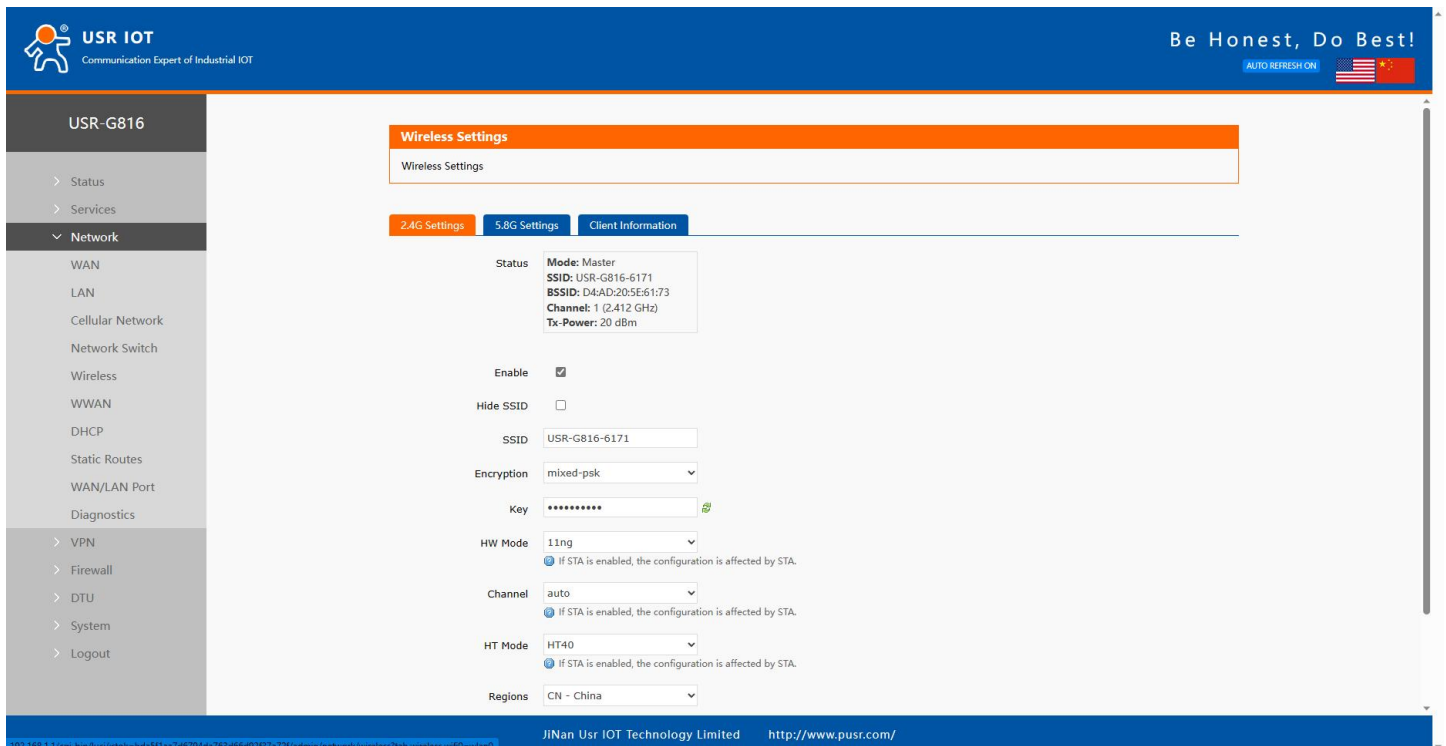 USR IOT
Communication Expert of Industrial IOT
Be Honest, Do Best!
AUTO REFRESH ON
USR-G816
Status
Services
Network
WAN
LAN
Cellular Network
Network Switch
Wireless
WWAN
DHCP
Static Routes
WAN/LAN Port
Diagnostics
VPN
Firewall
DTU
System
Logout
Wireless Settings
Wireless Settings
2.4G Settings 5.8G Settings Client Information
Status
Mode: Master
SSID: USR-G816-6171
BSSID: D4:AD:20:5E:61:73
Channel: 1 (2.412 GHz)
Tx-Power: 20 dBm
Enable
Hide SSID
SSID USR-G816-6171
Encryption mixed-psk
Key ••••••••••
HW Mode 11ng
If STA is enabled, the configuration is affected by STA.
Channel auto
If STA is enabled, the configuration is affected by STA.
HT Mode HT40
If STA is enabled, the configuration is affected by STA.
Regions CN - China
JiNan Usr IOT Technology Limited http://www.pusr.com/